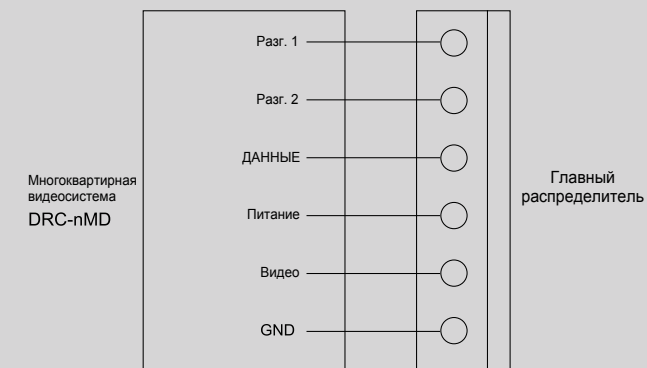 Разг. 1
Разг. 2
ДАННЫЕ
Питание
Видео
GND
Многоквартирная
видеосистема
DRC-nMD
Главный
распределитель